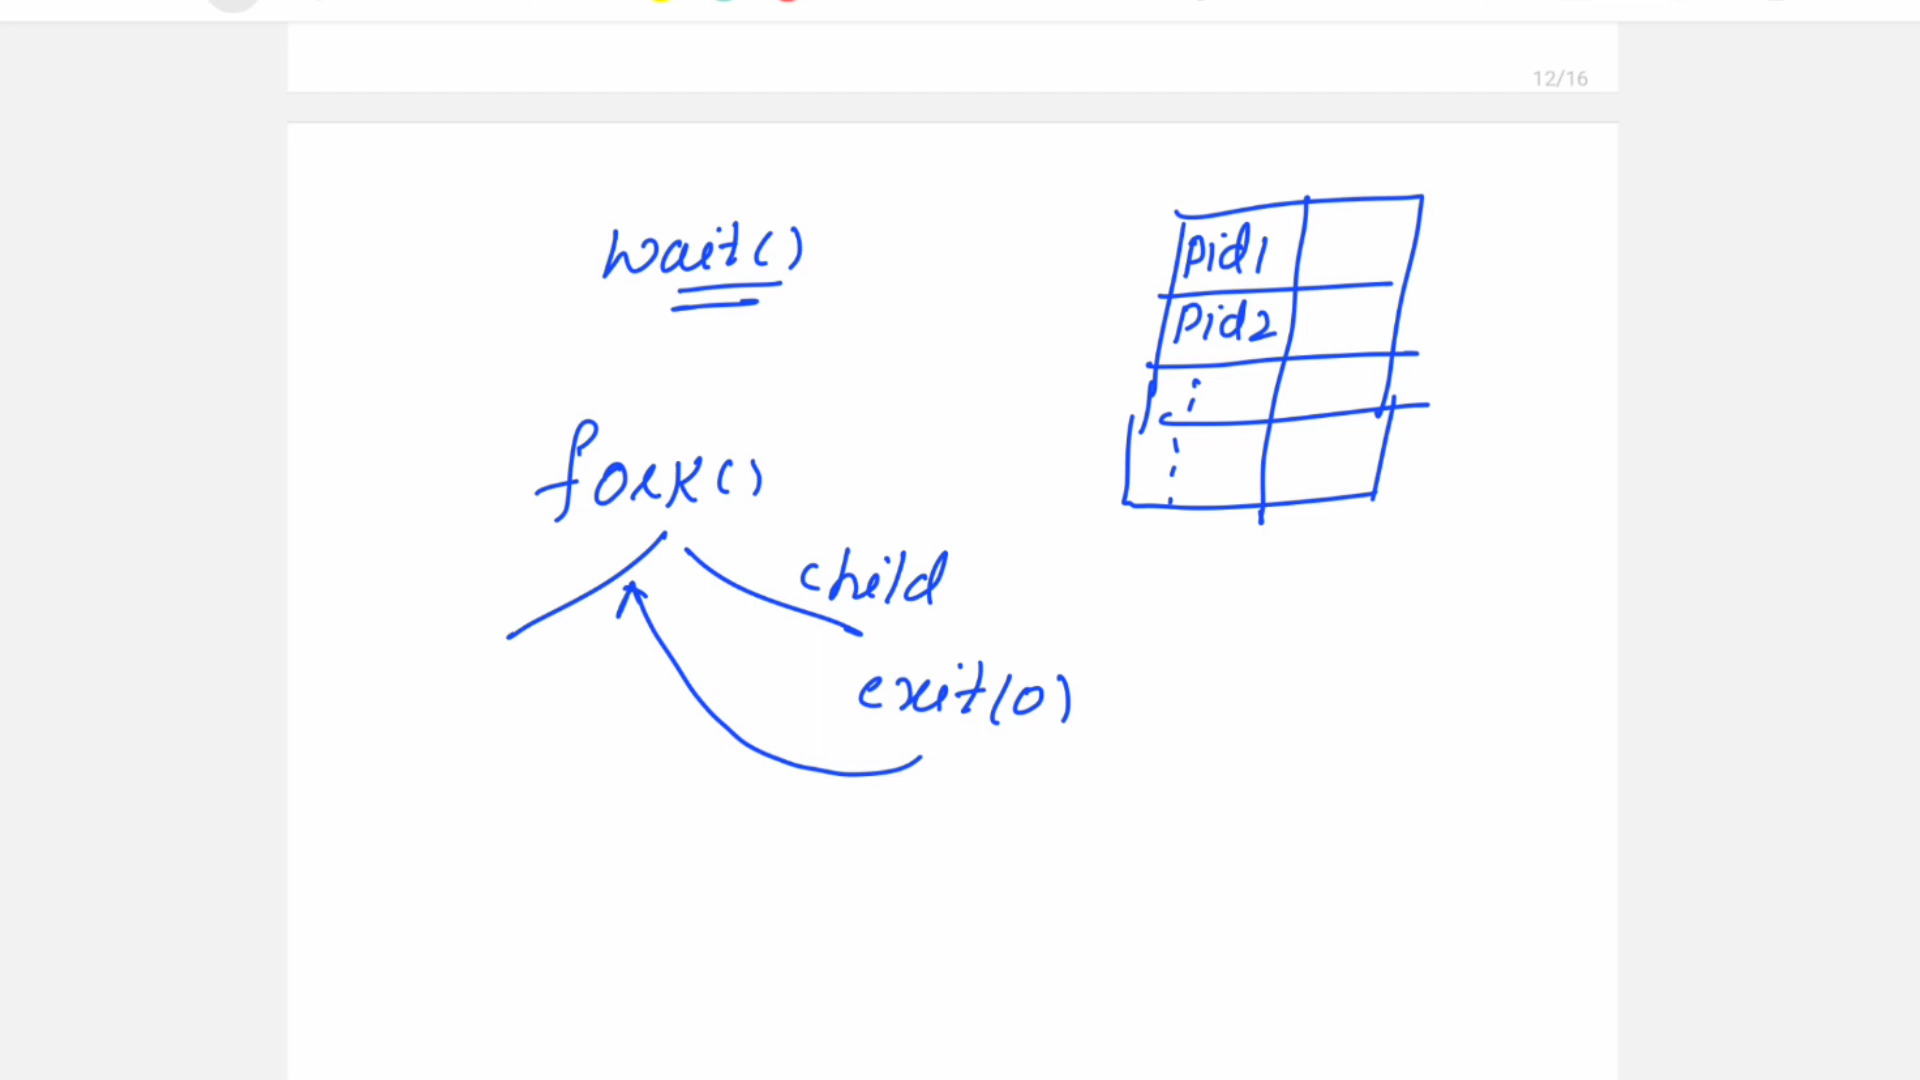 12/16
wait()
pid1
pid2
fork()
child
exit(0)